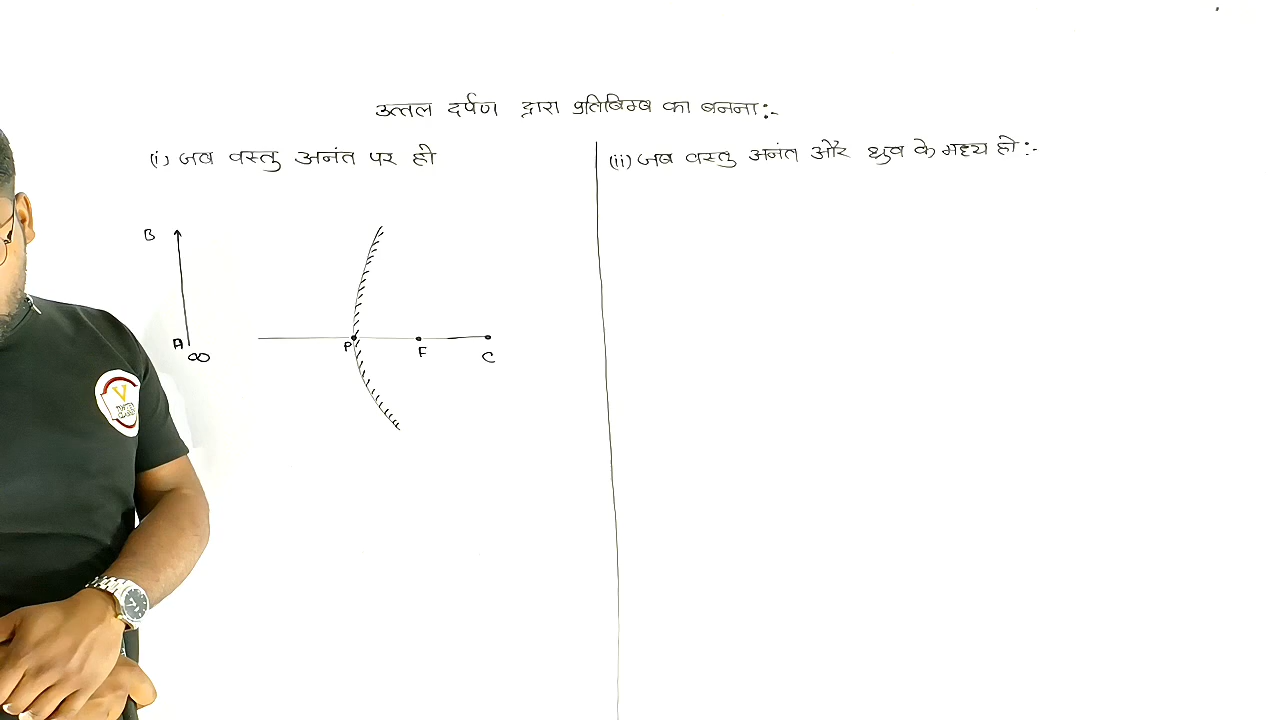 उत्तल दर्पण द्वारा प्रतिबिम्ब का बनना:-
(i) जब वस्तु अनंत पर हो
(ii) जब वस्तु अनंत और ध्रुव के मध्य हो:-
B
A
∞
P
F
C
V